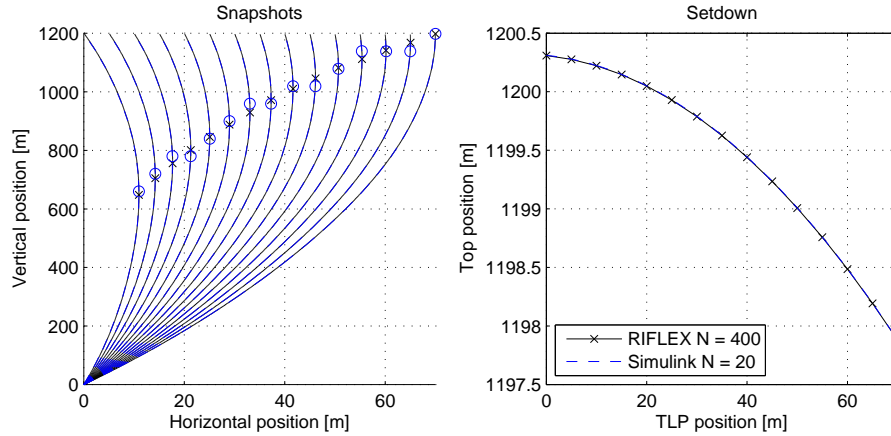 Snapshots
1200
1000
800
600
400
200
0
0
20
40
60
Vertical position [m]
Horizontal position [m]
Setdown
1200.5
1200
1199.5
1199
1198.5
1198
1197.5
0
20
40
60
Top position [m]
TLP position [m]
RIFLEX N = 400
Simulink N = 20